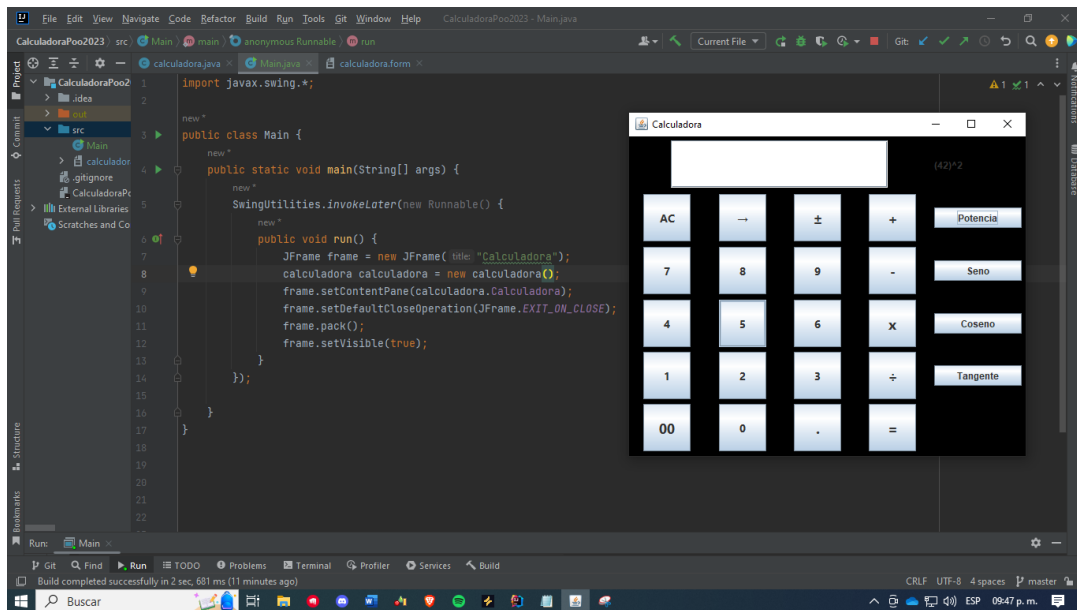 File Edit View Navigate Code Refactor Build Run Tools Git Window Help CalculadoraPoo2023 - Main.java
CalculadoraPoo2023 src Main main anonymous Runnable run Current File Git:
Project
Commit
Pull Requests
Structure
Bookmarks
CalculadoraPoo2
.idea
out
src
Main
calculador
.gitignore
CalculadoraPo
External Libraries
Scratches and Co
calculadora.java Main.java calculadora.form
1 import javax.swing.*;
2
new *
3 public class Main {
new *
4 public static void main(String[] args) {
new *
5 SwingUtilities.invokeLater(new Runnable() {
new *
6 public void run() {
7 JFrame frame = new JFrame( title: "Calculadora");
8 calculadora calculadora = new calculadora();
9 frame.setContentPane(calculadora.Calculadora);
10 frame.setDefaultCloseOperation(JFrame.EXIT_ON_CLOSE);
11 frame.pack();
12 frame.setVisible(true);
13 }
14 });
15
16 }
17 }
18
19
20
21
22
1 1
Notifications
Database
Calculadora
(42)^2
AC → ± + Potencia
7 8 9 - Seno
4 5 6 x Coseno
1 2 3 ÷ Tangente
00 0 . =
Run: Main
Git Find Run TODO Problems Terminal Profiler Services Build
Build completed successfully in 2 sec, 681 ms (11 minutes ago) CRLF UTF-8 4 spaces master
Buscar ESP 09:47 p. m.